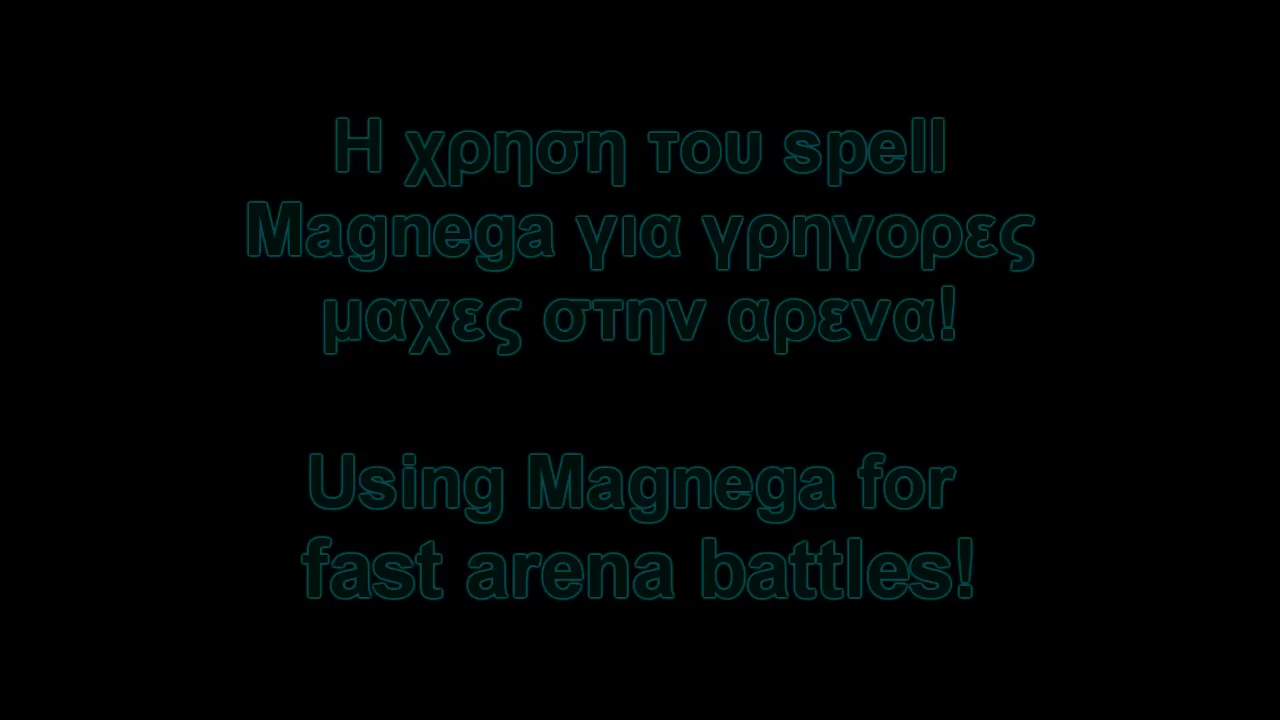 Η χρηση του spell
Magnega για γρηγορες
μαχες στην αρενα!
Using Magnega for
fast arena battles!